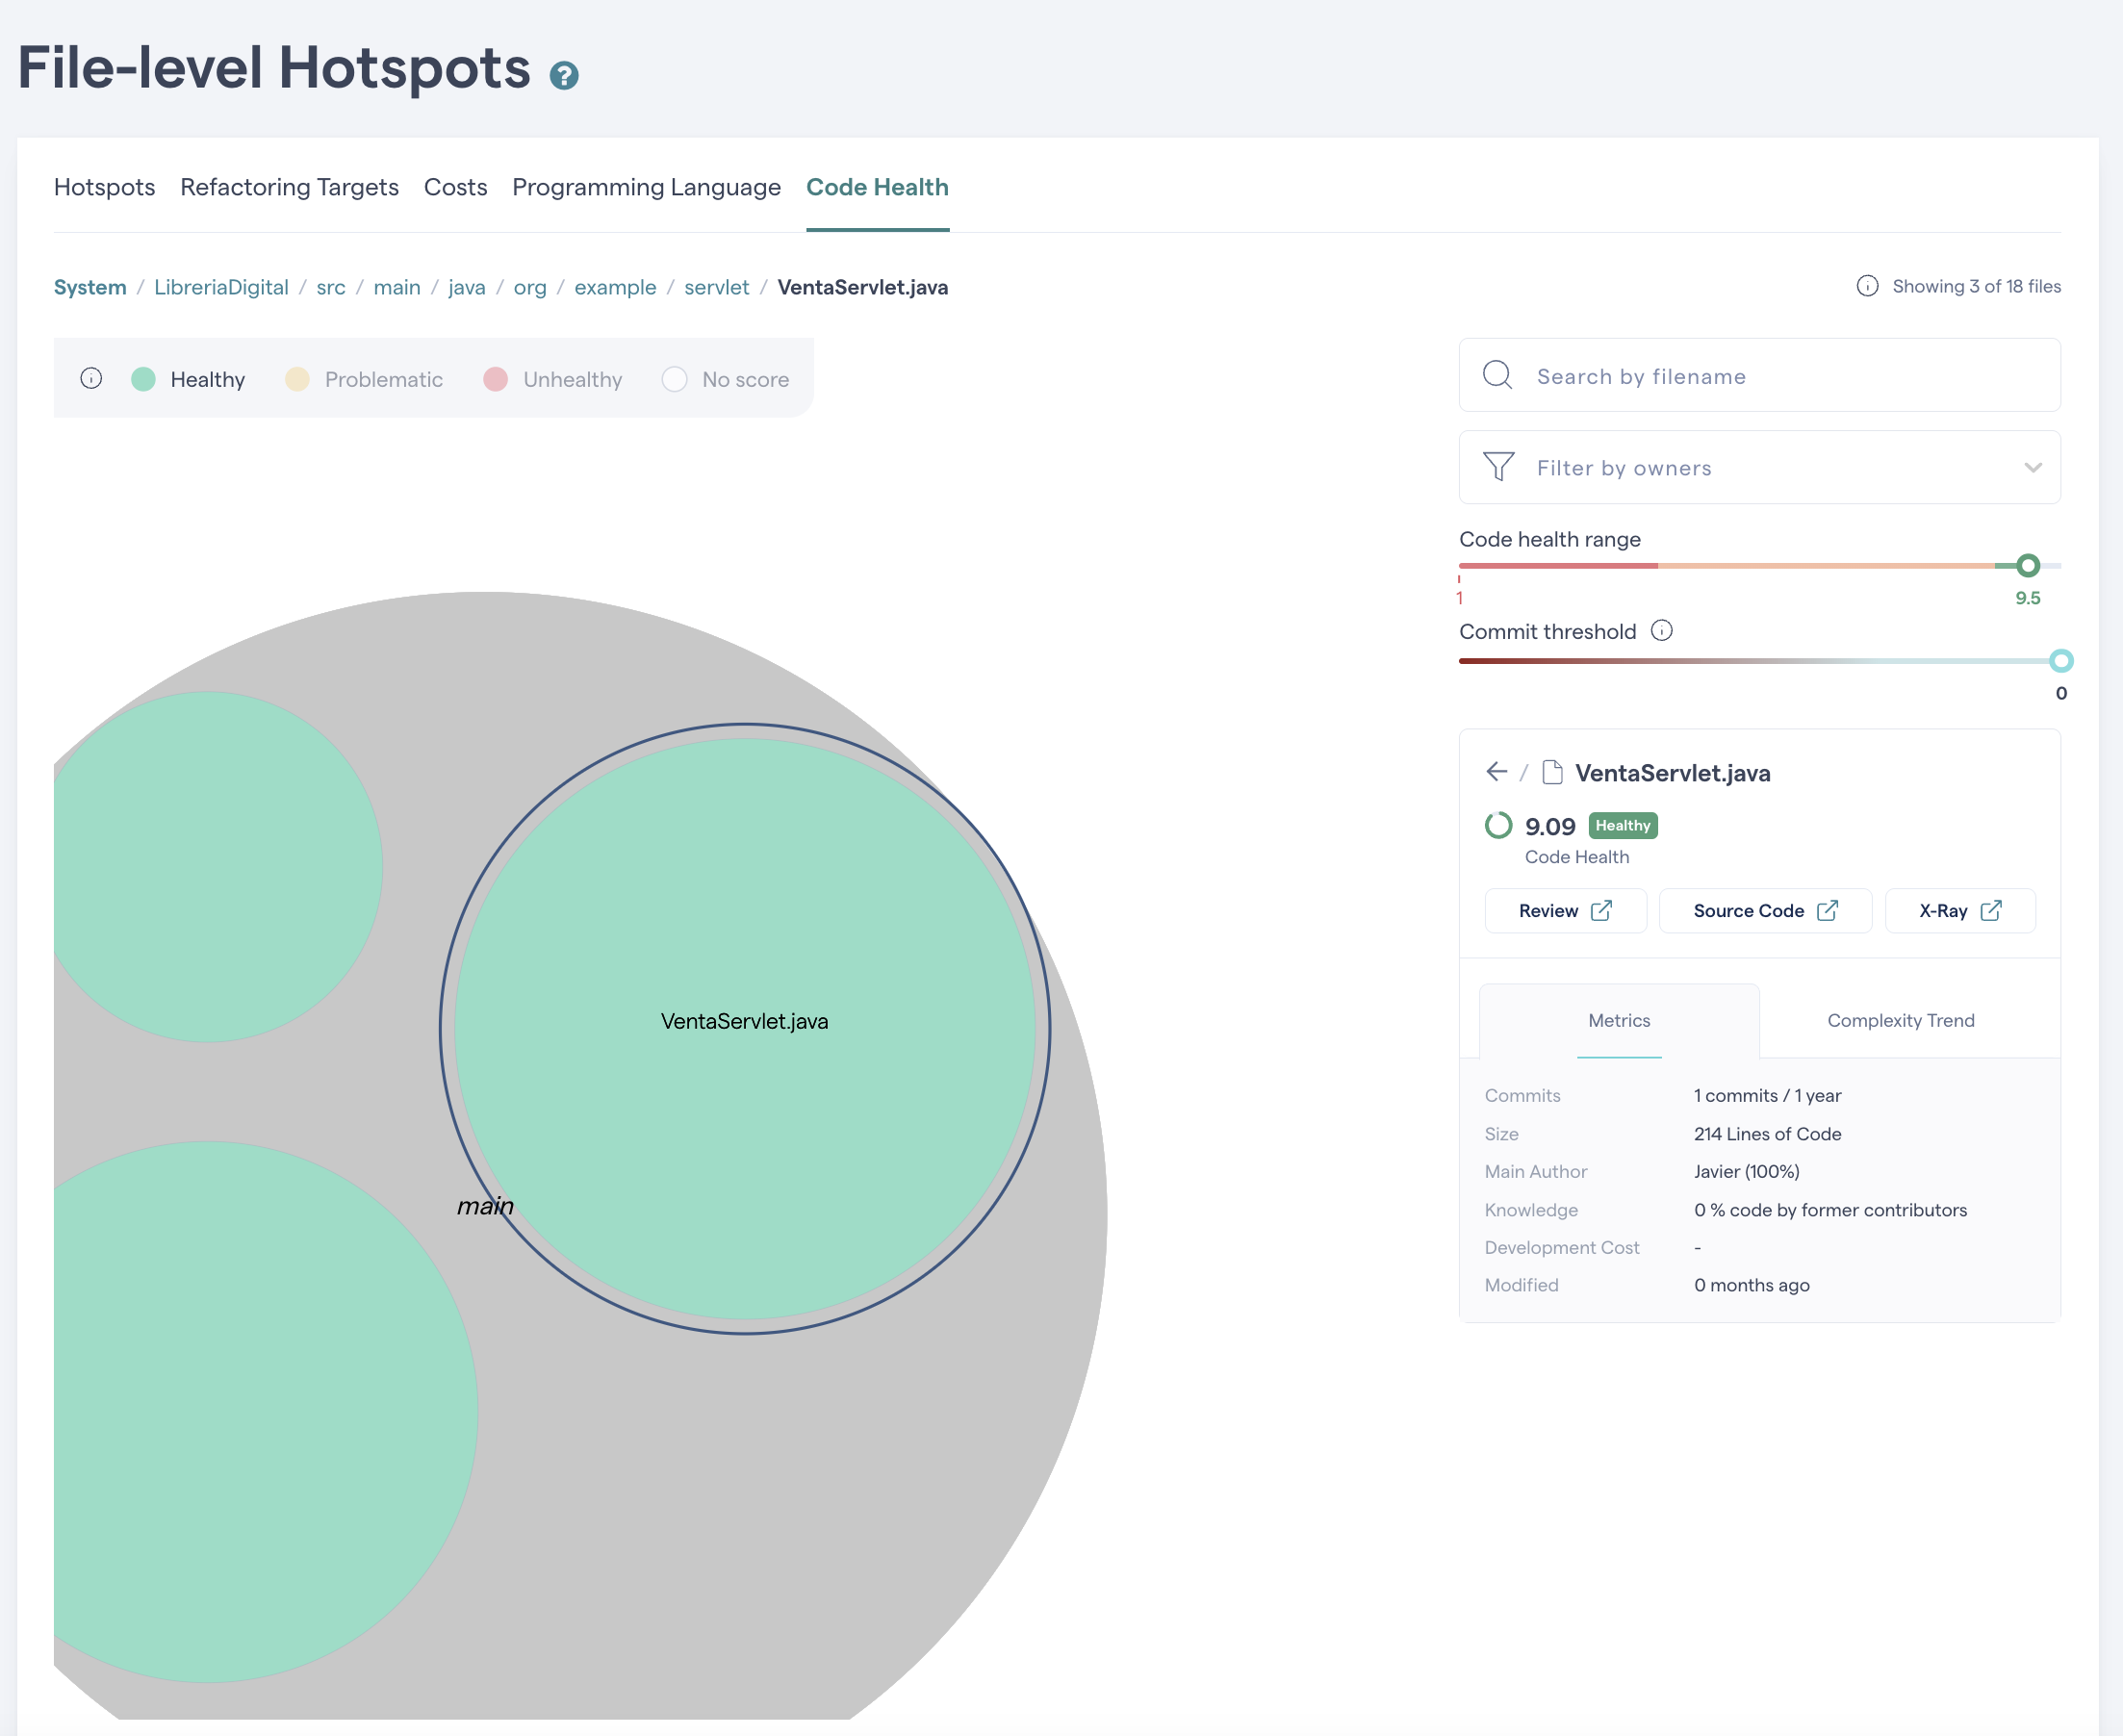 File-level Hotspots ?
Hotspots Refactoring Targets Costs Programming Language Code Health
System / LibreriaDigital / src / main / java / org / example / servlet / VentaServlet.java
Showing 3 of 18 files
Healthy Problematic Unhealthy No score
Search by filename
Filter by owners
Code health range
1
9.5
Commit threshold
0
VentaServlet.java
main
/ VentaServlet.java
9.09 Healthy
Code Health
Review Source Code X-Ray
Metrics Complexity Trend
Commits 1 commits / 1 year
Size 214 Lines of Code
Main Author Javier (100%)
Knowledge 0 % code by former contributors
Development Cost -
Modified 0 months ago